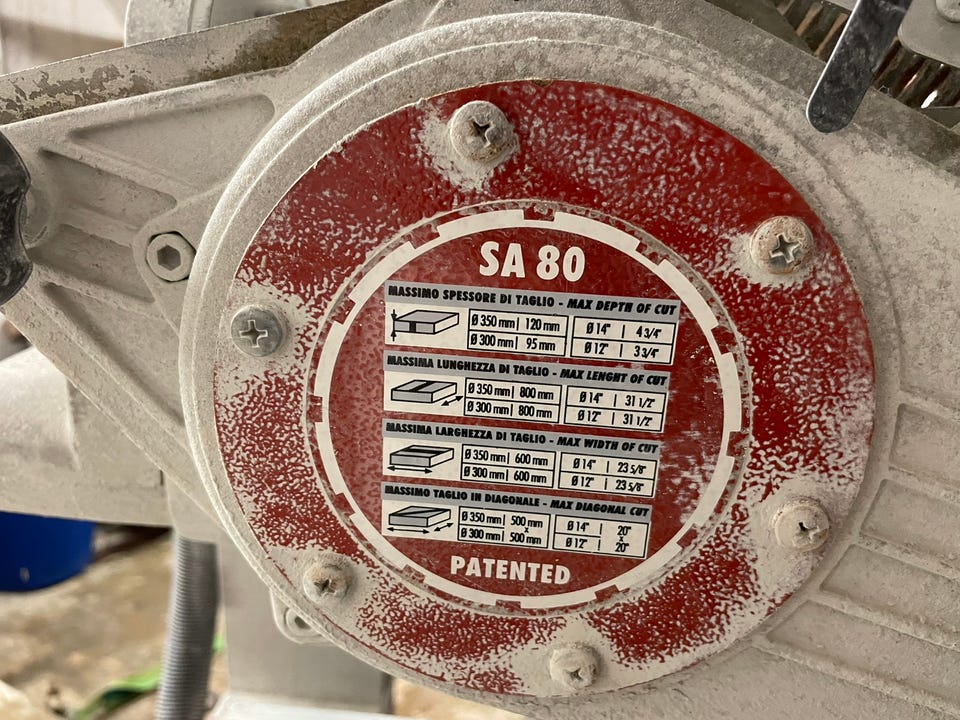 SA 80
MASSIMO SPESSORE DI TAGLIO - MAX DEPTH OF CUT
Ø 350 mm | 120 mm Ø 14" | 4 3/4"
Ø 300 mm | 95 mm Ø 12" | 3 3/4"
MASSIMA LUNGHEZZA DI TAGLIO - MAX LENGHT OF CUT
Ø 350 mm | 800 mm Ø 14" | 31 1/2"
Ø 300 mm | 800 mm Ø 12" | 31 1/2"
MASSIMA LARGHEZZA DI TAGLIO - MAX WIDTH OF CUT
Ø 350 mm | 600 mm Ø 14" | 23 5/8"
Ø 300 mm | 600 mm Ø 12" | 23 5/8"
MASSIMO TAGLIO IN DIAGONALE - MAX DIAGONAL CUT
Ø 350 mm | 500 mm Ø 14" | 20"
x x
Ø 300 mm | 500 mm Ø 12" | 20"
PATENTED